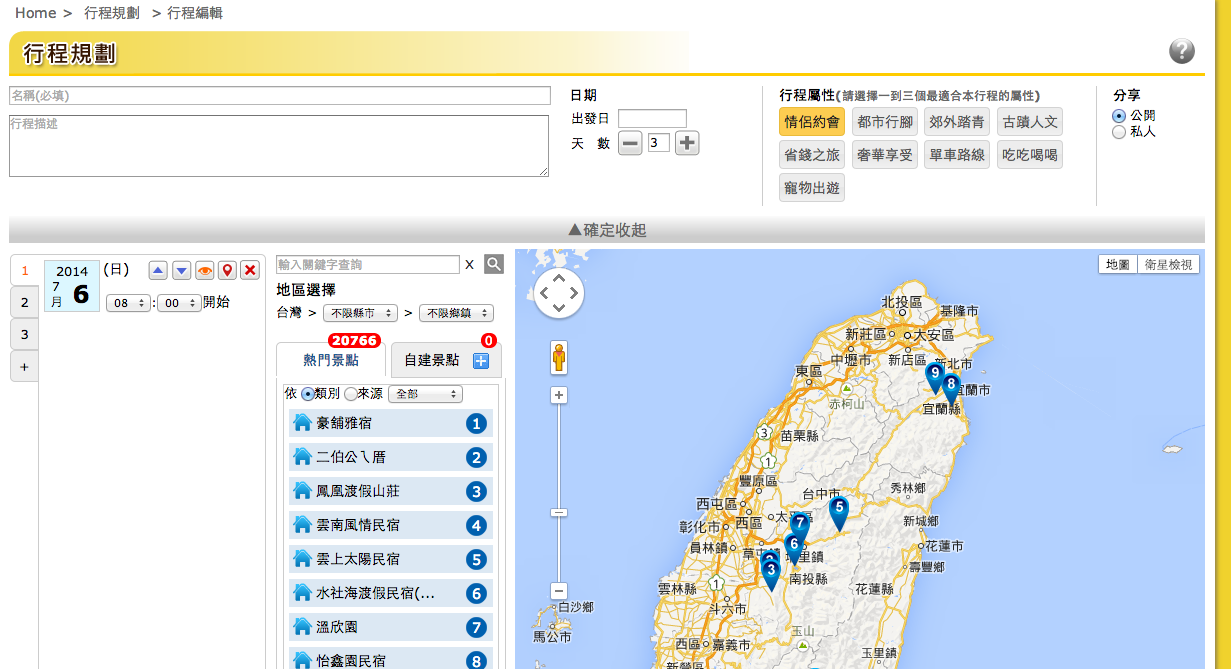 Home > 行程規劃 > 行程編輯
行程規劃
?
名稱(必填)
行程描述
日期
出發日
天 數 3
行程屬性(請選擇一到三個最適合本行程的屬性)
情侶約會 都市行腳 郊外踏青 古蹟人文
省錢之旅 奢華享受 單車路線 吃吃喝喝
寵物出遊
分享
公開
私人
▲確定收起
1
2
3
+
2014
7
月
6
(日)
08 : 00 開始
輸入關鍵字查詢 X
地區選擇
台灣 > 不限縣市 > 不限鄉鎮
20766
熱門景點
0
自建景點
依 類別 來源 全部
豪舖雅宿 1
二伯公ㄟ厝 2
鳳凰渡假山莊 3
雲南風情民宿 4
雲上太陽民宿 5
水社海渡假民宿(... 6
溫欣園 7
怡鑫園民宿 8
地圖 衛星檢視
北投區
基隆市
新莊區
大安區
中壢市
新店區
新北市
東區
9
8
宜蘭市
赤柯山
宜蘭縣
3
苗栗縣
1
豐原區
台中市
秀林鄉
西屯區
5
彰化市
西區
7
新城鄉
員林鎮
6
花蓮市
3
壽豐鄉
南投縣
雲林縣
1
花蓮縣
斗六市
白沙鄉
馬公市
玉山
西區
嘉義市
玉里鎮
新營區